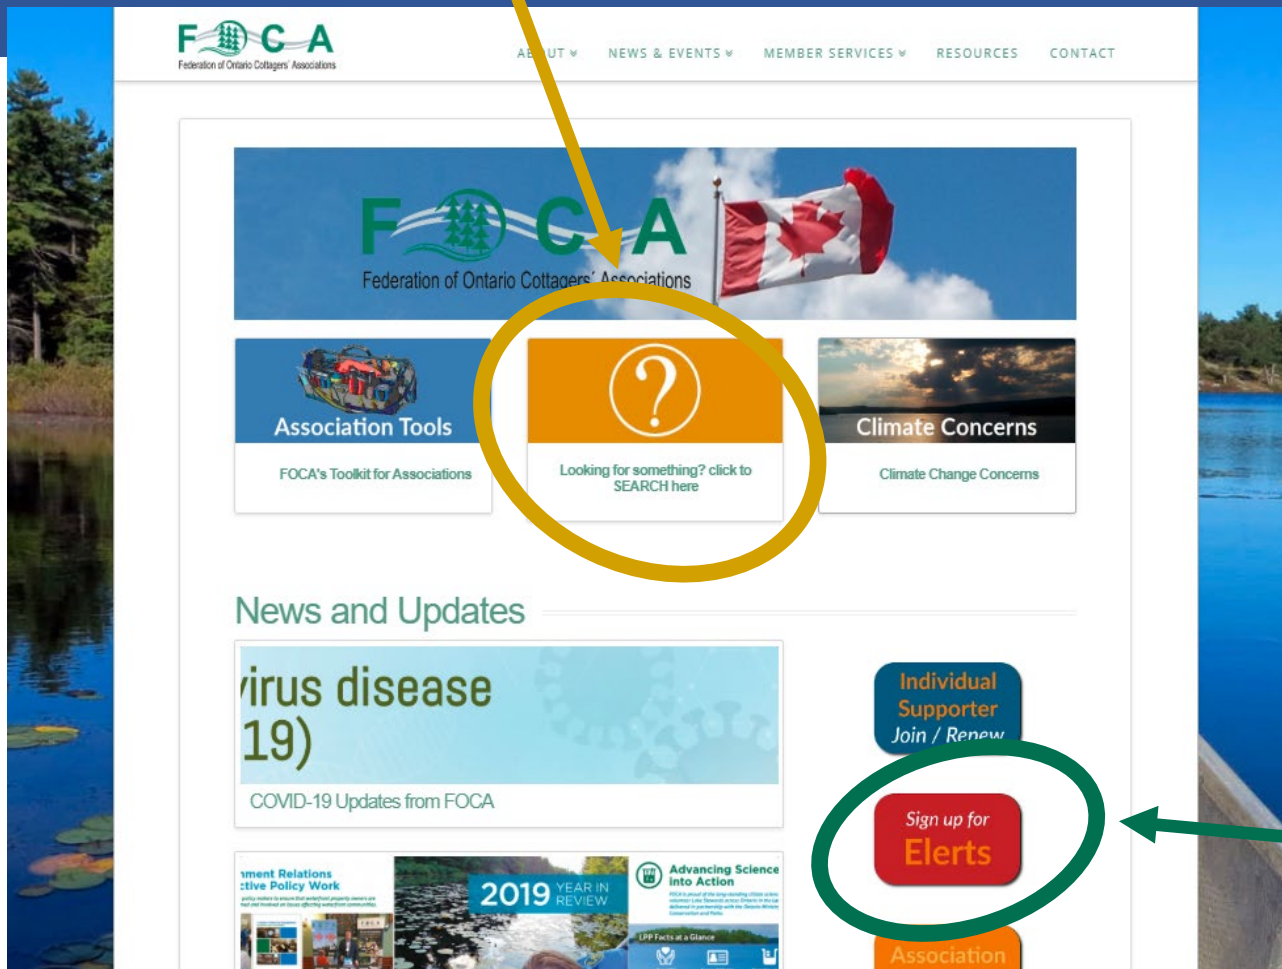 FOCA
Federation of Ontario Cottagers' Associations
ABOUT NEWS & EVENTS MEMBER SERVICES RESOURCES CONTACT
FOCA
Federation of Ontario Cottagers' Associations
Association Tools
FOCA's Toolkit for Associations
?
Looking for something? click to
SEARCH here
Climate Concerns
Climate Change Concerns
News and Updates
virus disease
19)
COVID-19 Updates from FOCA
Individual
Supporter
Join / Renew
Sign up for
Elerts
Association
nment Relations
ctive Policy Work
2019 YEAR IN
REVIEW
Advancing Science
into Action
LPP Facts at a Glance